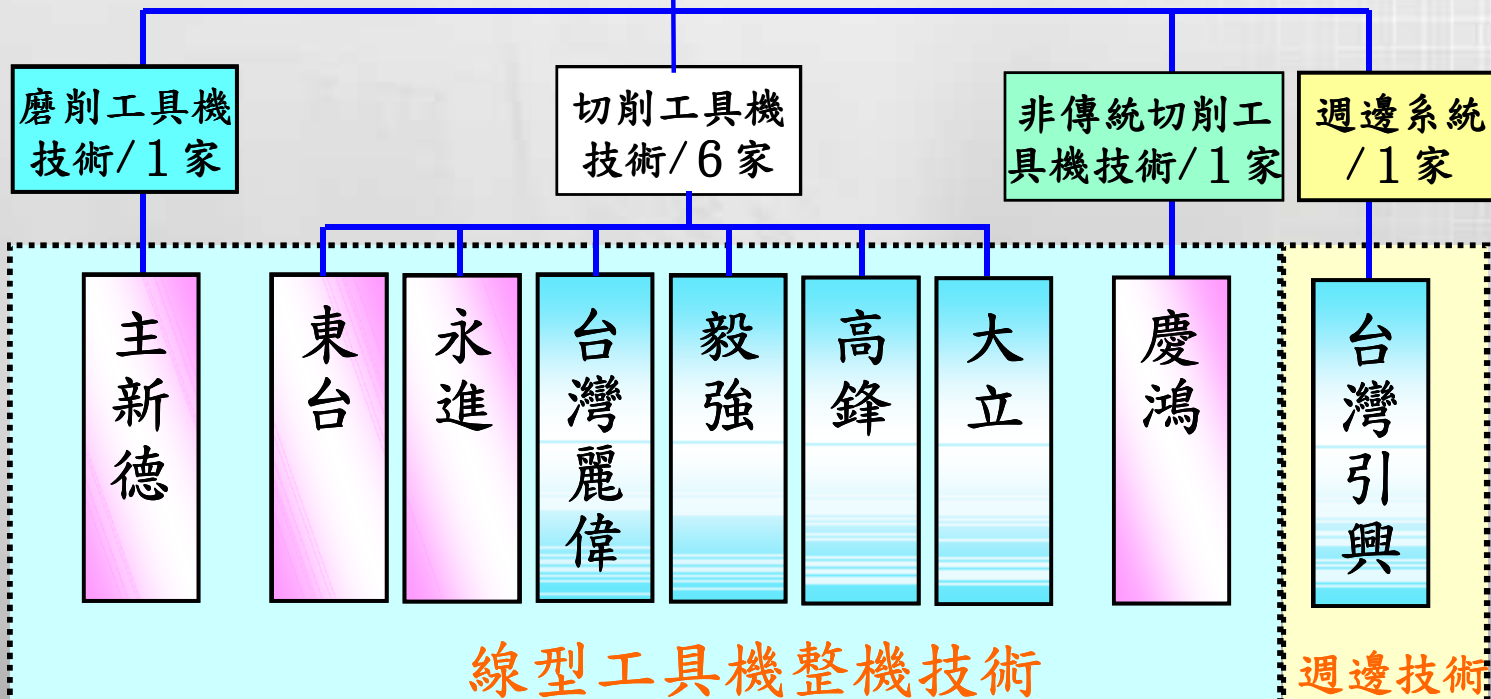 磨削工具機
技術/1家
切削工具機
技術/6家
非傳統切削工
具機技術/1家
週邊系統
/1家
主新德
東台
永進
台灣麗偉
毅強
高鋒
大立
慶鴻
台灣引興
線型工具機整機技術
週邊技術